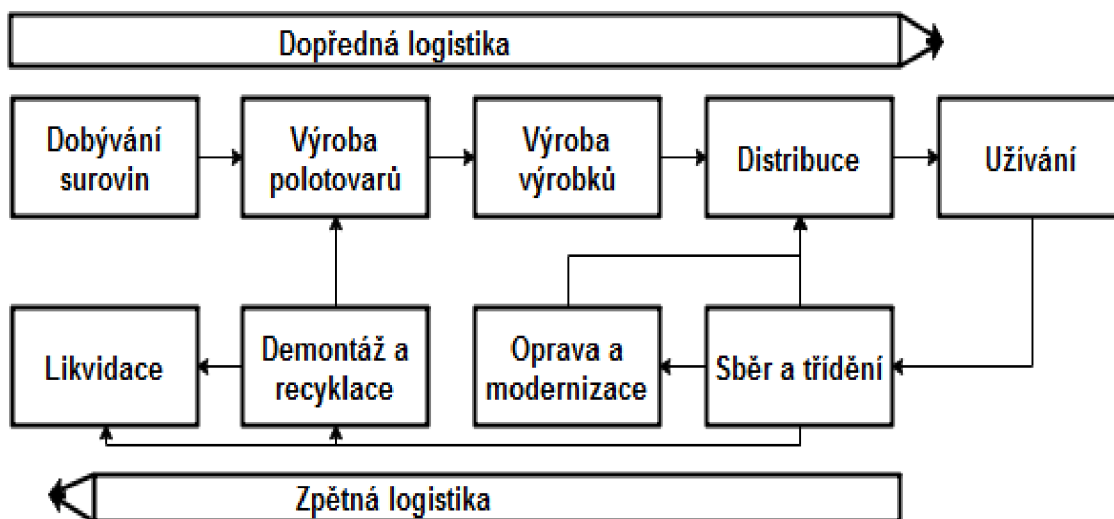 Dopředná logistika
Dobývání
surovin
Výroba
polotovarů
Výroba
výrobků
Distribuce
Užívání
Likvidace
Demontáž a
recyklace
Oprava a
modernizace
Sběr a třídění
Zpětná logistika